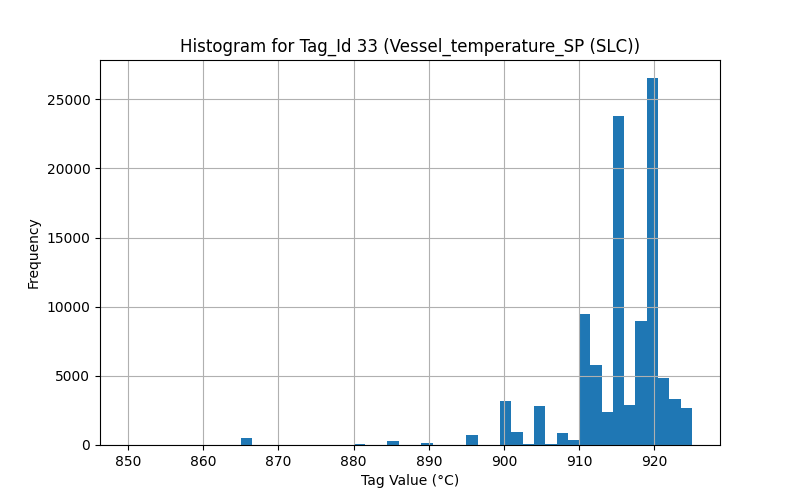 Histogram for Tag_Id 33 (Vessel_temperature_SP (SLC))
25000
20000
15000
10000
5000
0
Frequency
850 860 870 880 890 900 910 920
Tag Value (°C)